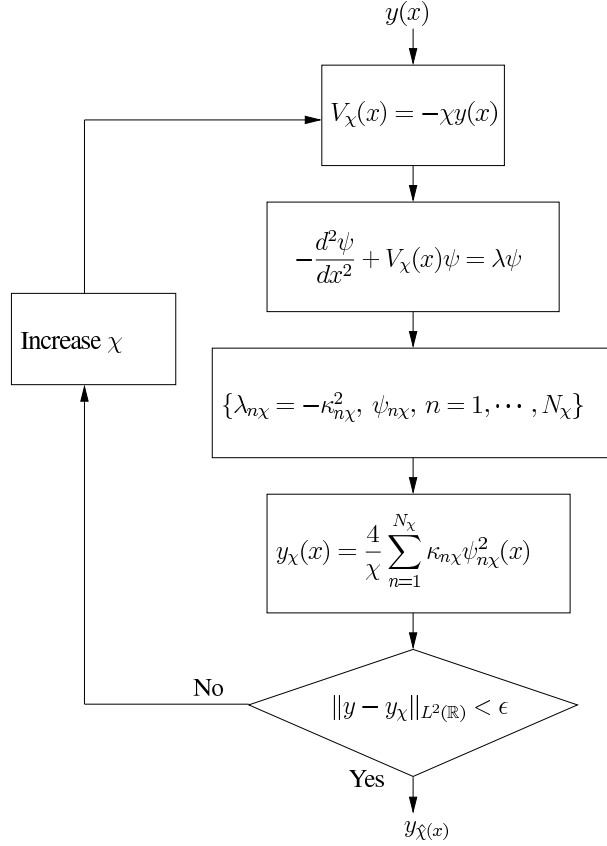 y(x)
V_χ(x) = −χy(x)
−d²ψ/dx² + V_χ(x)ψ = λψ
Increase χ
{λ_{nχ} = −κ²_{nχ}, ψ_{nχ}, n = 1, ⋯ , N_χ}
y_χ(x) = 4/χ ∑_{n=1}^{N_χ} κ_{nχ}ψ²_{nχ}(x)
No
‖y − y_χ‖_{L²(ℝ)} < ϵ
Yes
y_{χ̂(x)}